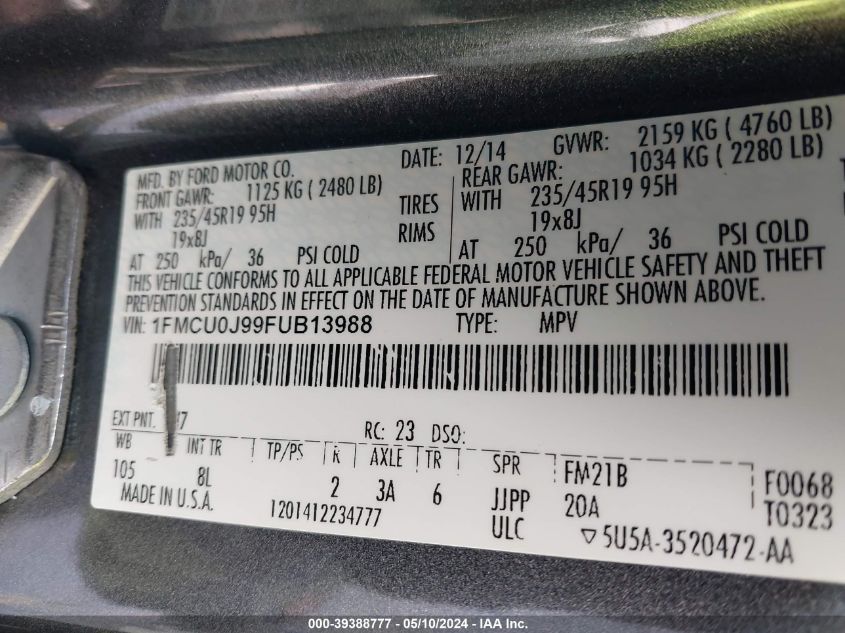 MFD. BY FORD MOTOR CO. DATE: 12/14 GVWR: 2159 KG ( 4760 LB)
FRONT GAWR: 1125 KG ( 2480 LB) REAR GAWR: 1034 KG ( 2280 LB)
WITH 235/45R19 95H TIRES WITH 235/45R19 95H
19x8J RIMS 19x8J
AT 250 kPa/ 36 PSI COLD AT 250 kPa/ 36 PSI COLD
THIS VEHICLE CONFORMS TO ALL APPLICABLE FEDERAL MOTOR VEHICLE SAFETY AND THEFT
PREVENTION STANDARDS IN EFFECT ON THE DATE OF MANUFACTURE SHOWN ABOVE.
VIN: 1FMCU0J99FUB13988 TYPE: MPV
EXT PNT. RC: 23 DSO:
WB INT TR TP/PS R AXLE TR SPR FM21B F0068
105 8L 2 3A 6 JJPP 20A T0323
MADE IN U.S.A. 1201412234777 ULC ▽5U5A-3520472-AA
000-39388777 - 05/10/2024 - IAA Inc.